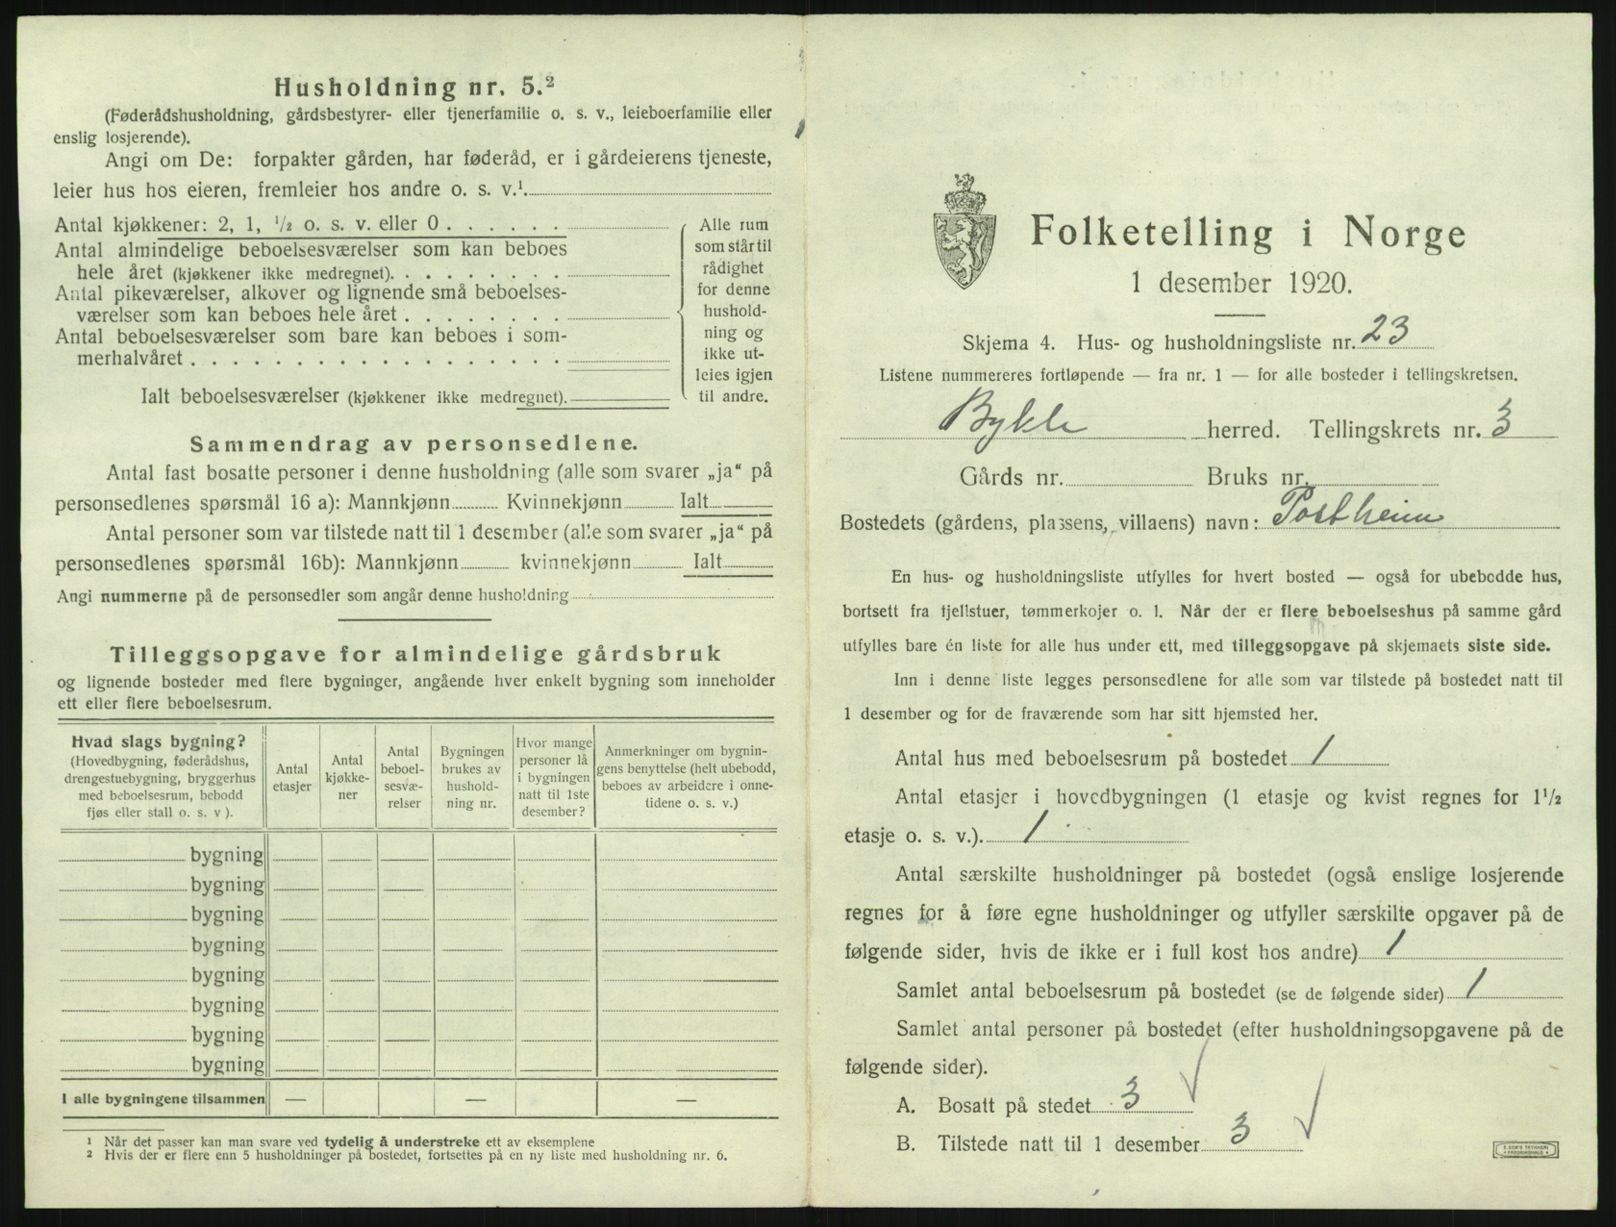 Husholdning nr. 5.²
(Føderådshusholdning, gårdsbestyrer- eller tjenerfamilie o. s. v., leieboerfamilie eller
enslig losjerende).
Angi om De: forpakter gården, har føderåd, er i gårdeierens tjeneste,
leier hus hos eieren, fremleier hos andre o. s. v.¹.
Antal kjøkkener: 2, 1, ½ o. s. v. eller 0 . . . . . .
Antal almindelige beboelsesværelser som kan beboes
hele året (kjøkkener ikke medregnet). . . . . . . . .
Antal pikeværelser, alkover og lignende små beboelses-
værelser som kan beboes hele året . . . . . . . .
Antal beboelsesværelser som bare kan beboes i som-
merhalvåret . . . . . . . . . . . . . . . . . .
Ialt beboelsesværelser (kjøkkener ikke medregnet).
Alle rum
som står til
rådighet
for denne
hushold-
ning og
ikke ut-
leies igjen
til andre.
Sammendrag av personsedlene.
Antal fast bosatte personer i denne husholdning (alle som svarer „ja“ på
personsedlenes spørsmål 16 a): Mannkjønn Kvinnekjønn Ialt
Antal personer som var tilstede natt til 1 desember (alle som svarer „ja“ på
personsedlenes spørsmål 16b): Mannkjønn kvinnekjønn Ialt
Angi nummerne på de personsedler som angår denne husholdning
Tilleggsopgave for almindelige gårdsbruk
og lignende bosteder med flere bygninger, angående hver enkelt bygning som inneholder
ett eller flere beboelsesrum.
Hvad slags bygning?
(Hovedbygning, føderådshus,
drengestuebygning, bryggerhus
med beboelsesrum, bebodd
fjøs eller stall o. s. v ).
Antal
etasjer
Antal
kjøkke-
ner
Antal
beboel-
sesvæ-
relser
Bygningen
brukes av
hushold-
ning nr.
Hvor mange
personer lå
i bygningen
natt til 1ste
desember?
Anmerkninger om bygnin-
gens benyttelse (helt ubebodd,
beboes av arbeidere i onne-
tidene o. s. v.)
bygning
bygning
bygning
bygning
bygning
bygning
bygning
bygning
I alle bygningene tilsammen — — —
¹ Når det passer kan man svare ved tydelig å understreke ett av eksemplene
² Hvis der er flere enn 5 husholdninger på bostedet, fortsettes på en ny liste med husholdning nr. 6.
Folketelling i Norge
1 desember 1920.
Skjema 4. Hus- og husholdningsliste nr. 23
Listene nummereres fortløpende — fra nr. 1 — for alle bosteder i tellingskretsen.
Bykle herred. Tellingskrets nr. 3
Gårds nr. Bruks nr.
Bostedets (gårdens, plassens, villaens) navn: Postheim
En hus- og husholdningsliste utfylles for hvert bosted — også for ubebodde hus,
bortsett fra fjellstuer, tømmerkojer o. l. Når der er flere beboelseshus på samme gård
utfylles bare én liste for alle hus under ett, med tilleggsopgave på skjemaets siste side.
Inn i denne liste legges personsedlene for alle som var tilstede på bostedet natt til
1 desember og for de fraværende som har sitt hjemsted her.
Antal hus med beboelsesrum på bostedet 1
Antal etasjer i hovedbygningen (1 etasje og kvist regnes for 1½
etasje o. s. v.). 1
Antal særskilte husholdninger på bostedet (også enslige losjerende
regnes for å føre egne husholdninger og utfyller særskilte opgaver på de
følgende sider, hvis de ikke er i full kost hos andre) 1
Samlet antal beboelsesrum på bostedet (se de følgende sider) 1
Samlet antal personer på bostedet (efter husholdningsopgavene på de
følgende sider).
A. Bosatt på stedet 3
B. Tilstede natt til 1 desember 3